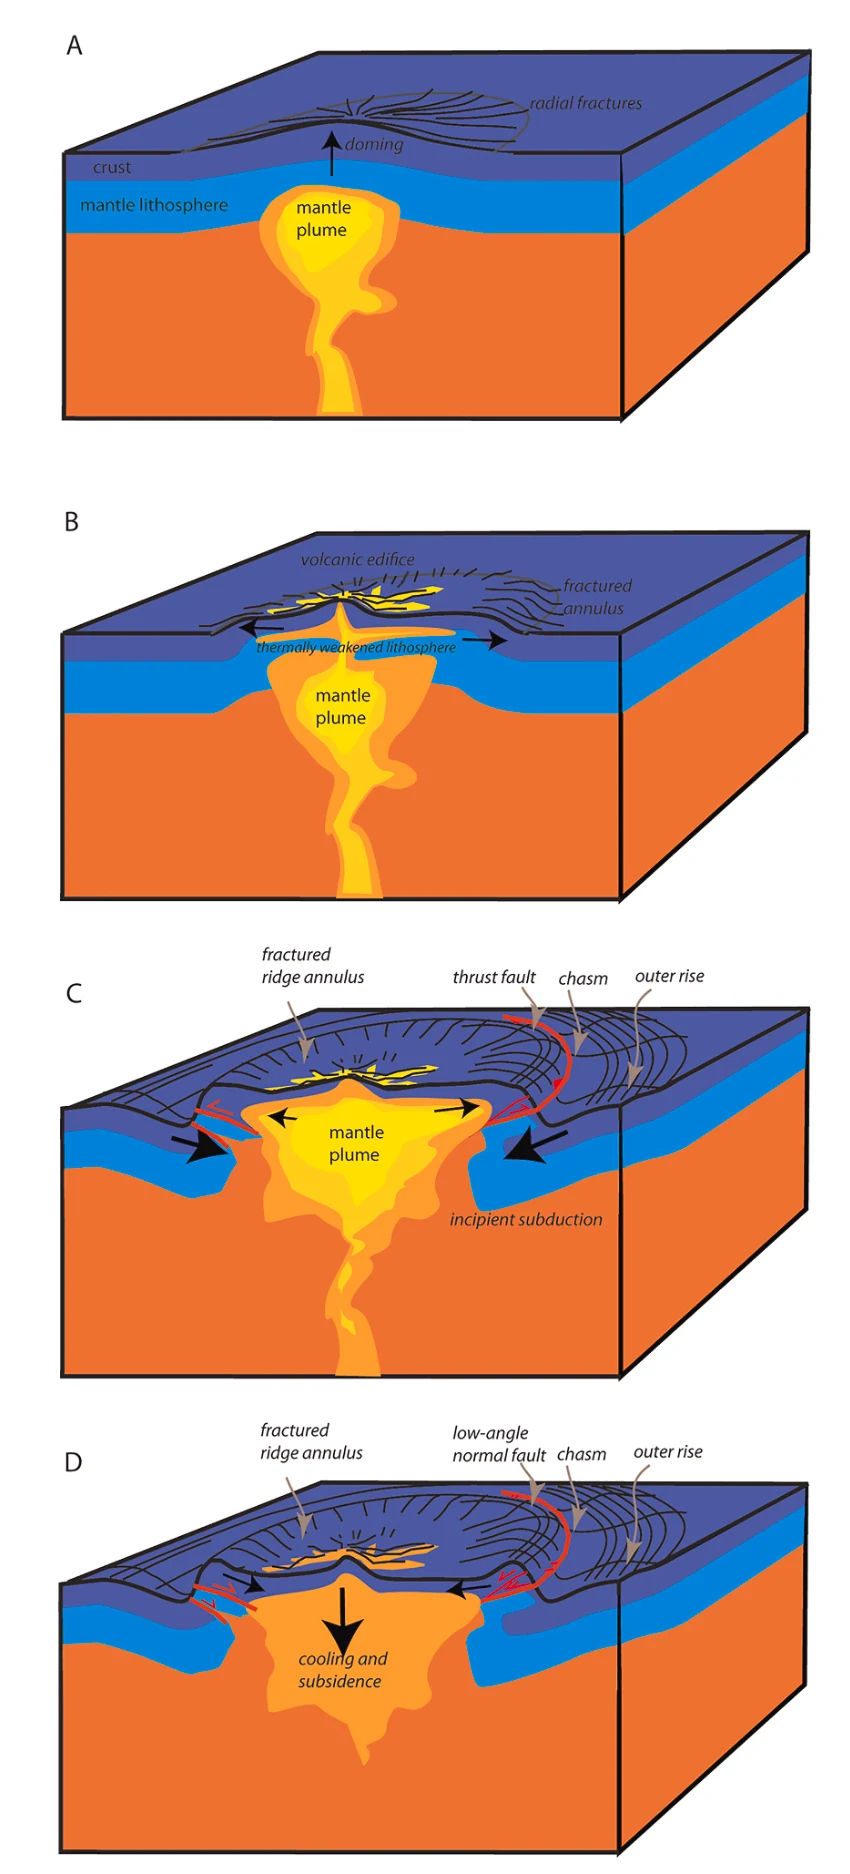 A
radial fractures
doming
crust
mantle lithosphere
mantle
plume
B
volcanic edifice
fractured
annulus
thermally weakened lithosphere
mantle
plume
fractured
ridge annulus
thrust fault
chasm
outer rise
C
mantle
plume
incipient subduction
fractured
ridge annulus
low-angle
normal fault
chasm
outer rise
D
cooling and
subsidence